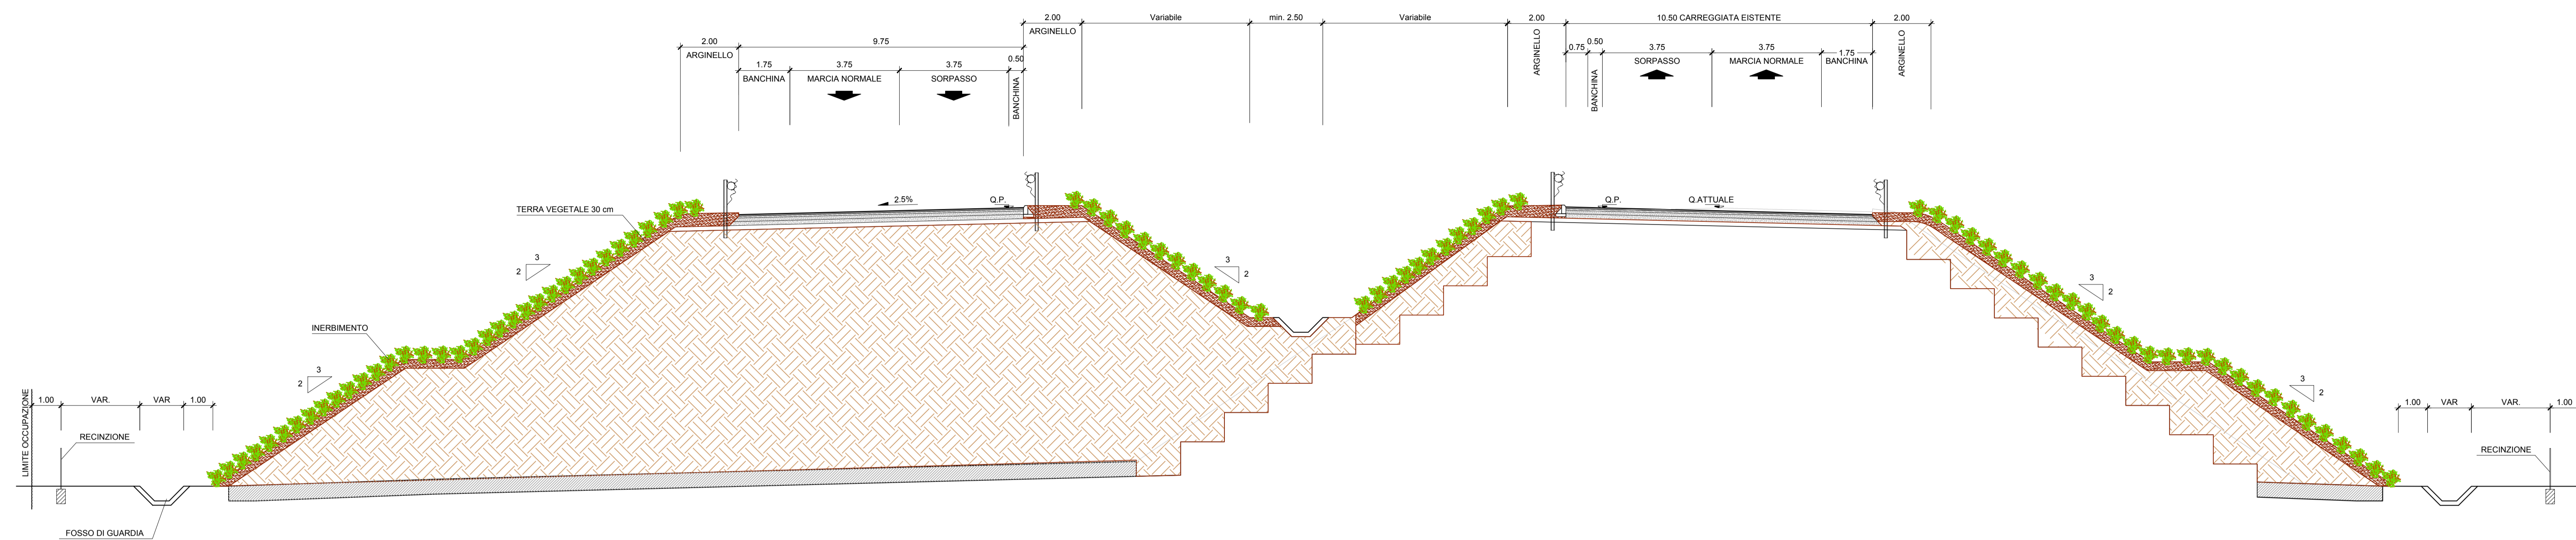 2.00
Variabile
min. 2.50
Variabile
2.00
10.50 CARREGGIATA EISTENTE
2.00
ARGINELLO
ARGINELLO
ARGINELLO
2.00
9.75
ARGINELLO
0.75
0.50
3.75
3.75
1.75
BANCHINA
SORPASSO
MARCIA NORMALE
BANCHINA
1.75
3.75
3.75
0.50
BANCHINA
MARCIA NORMALE
SORPASSO
BANCHINA
TERRA VEGETALE 30 cm
2.5%
Q.P.
Q.P.
Q.ATTUALE
3
2
3
2
3
2
INERBIMENTO
3
2
3
2
LIMITE OCCUPAZIONE
1.00
VAR.
VAR
1.00
1.00
VAR
VAR.
1.00
RECINZIONE
RECINZIONE
FOSSO DI GUARDIA